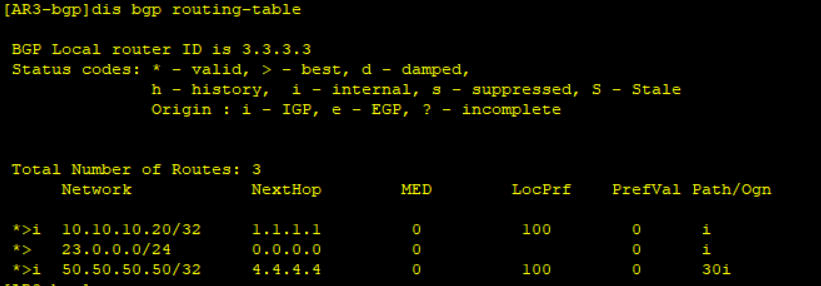 [AR3-bgp]dis bgp routing-table
BGP Local router ID is 3.3.3.3
Status codes: * - valid, > - best, d - damped,
h - history, i - internal, s - suppressed, S - Stale
Origin : i - IGP, e - EGP, ? - incomplete
Total Number of Routes: 3
Network NextHop MED LocPrf PrefVal Path/Ogn
*>i 10.10.10.20/32 1.1.1.1 0 100 0 i
*> 23.0.0.0/24 0.0.0.0 0 0 i
*>i 50.50.50.50/32 4.4.4.4 0 100 0 30i